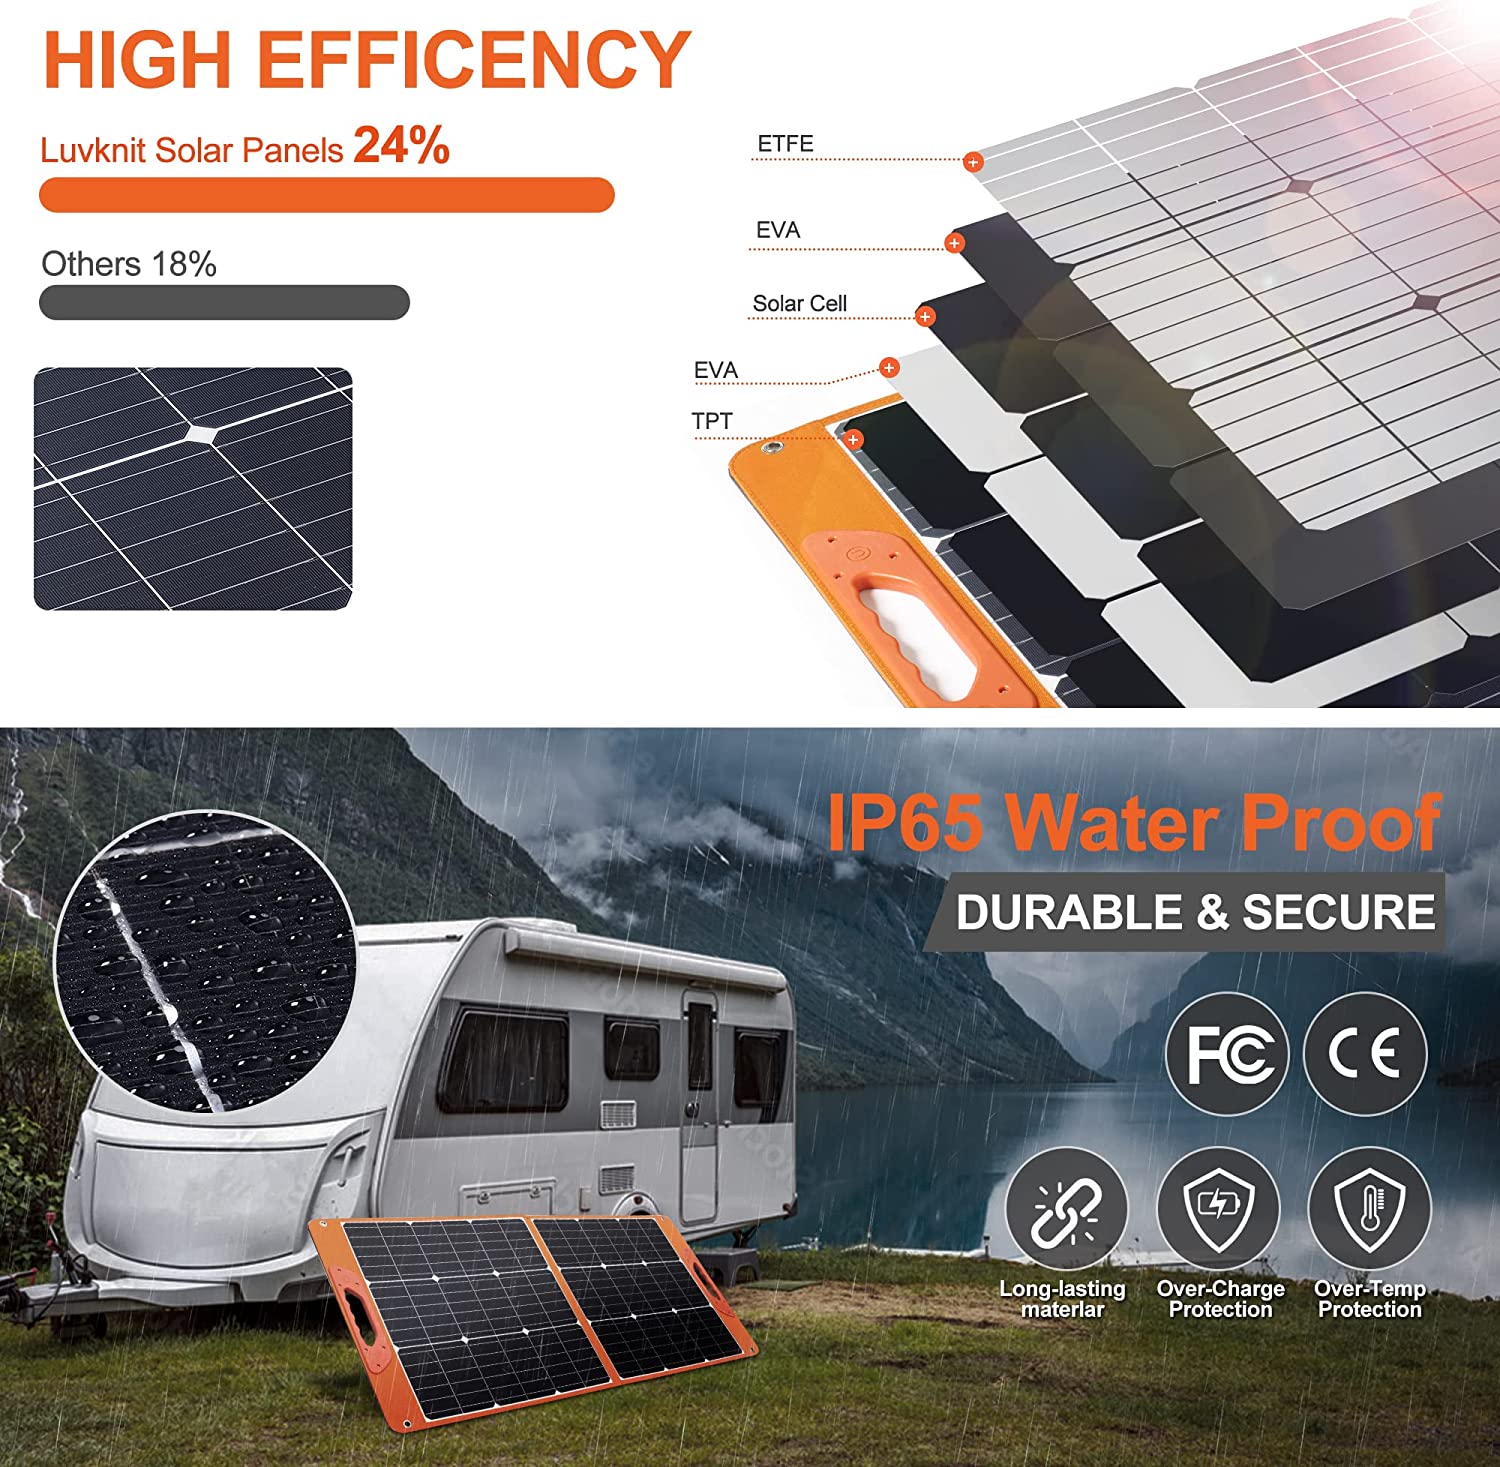 HIGH EFFICENCY
Luvknit Solar Panels 24%
Others 18%
ETFE
EVA
Solar Cell
EVA
TPT
IP65 Water Proof
DURABLE & SECURE
FC CE
Long-lasting
materlar
Over-Charge
Protection
Over-Temp
Protection